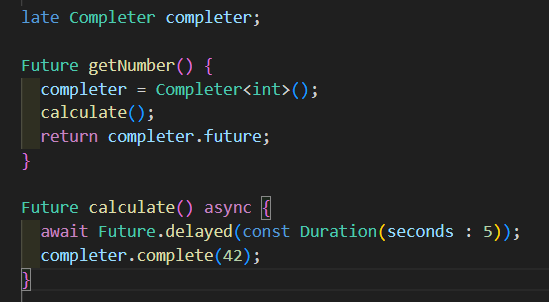 late Completer completer;
Future getNumber() {
completer = Completer<int>();
calculate();
return completer.future;
}
Future calculate() async {
await Future.delayed(const Duration(seconds : 5));
completer.complete(42);
}